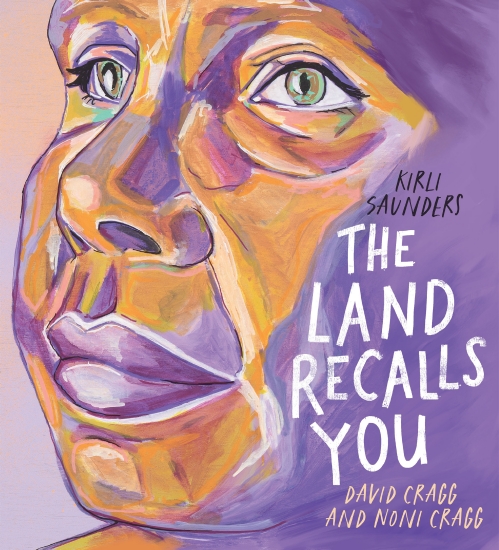 KIRLI
SAUNDERS
THE
LAND
RECALLS
YOU
DAVID CRAGG
AND NONI CRAGG